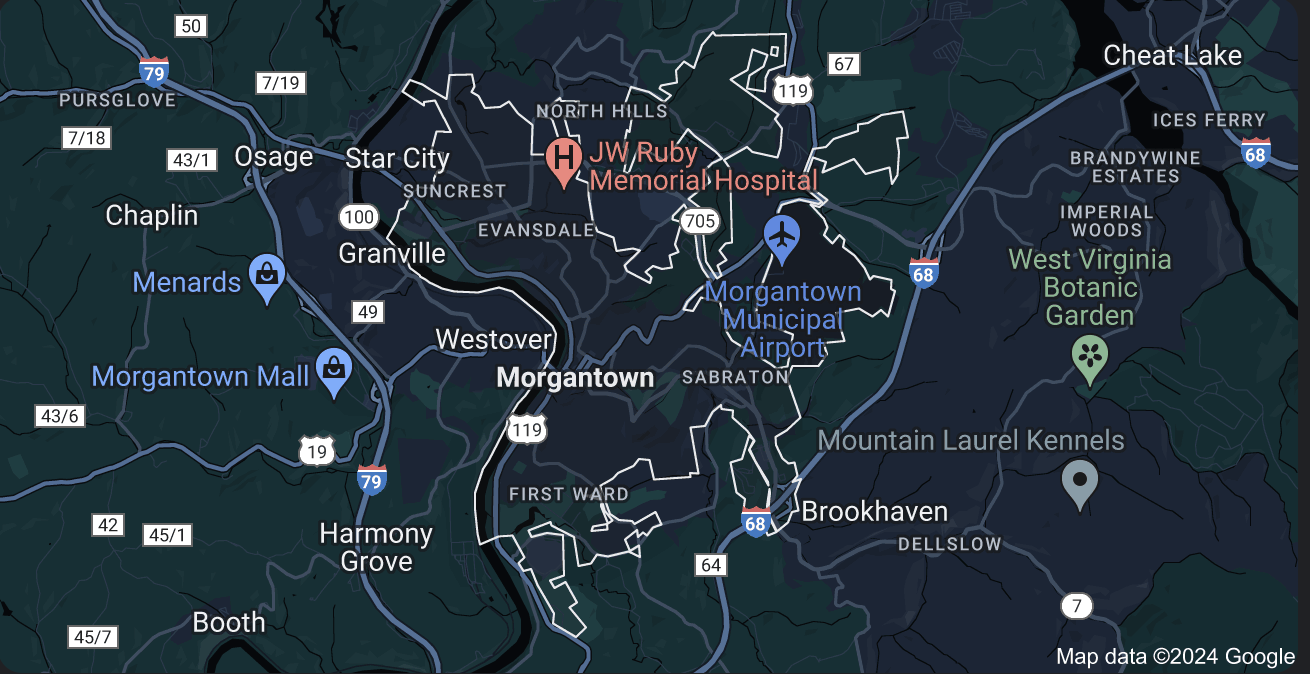 50
Cheat Lake
67
79
7/19
119
PURSGLOVE
NORTH HILLS
ICES FERRY
7/18
43/1
Osage
Star City
JW Ruby
Memorial Hospital
68
BRANDYWINE
ESTATES
SUNCREST
Chaplin
100
705
IMPERIAL
WOODS
EVANSDALE
Granville
West Virginia
Botanic
Garden
68
Menards
Morgantown
Municipal
Airport
49
Westover
Morgantown Mall
Morgantown
SABRATON
43/6
119
Mountain Laurel Kennels
19
79
FIRST WARD
42
45/1
Harmony
Grove
68
Brookhaven
DELLSLOW
64
7
Booth
45/7
Map data ©2024 Google